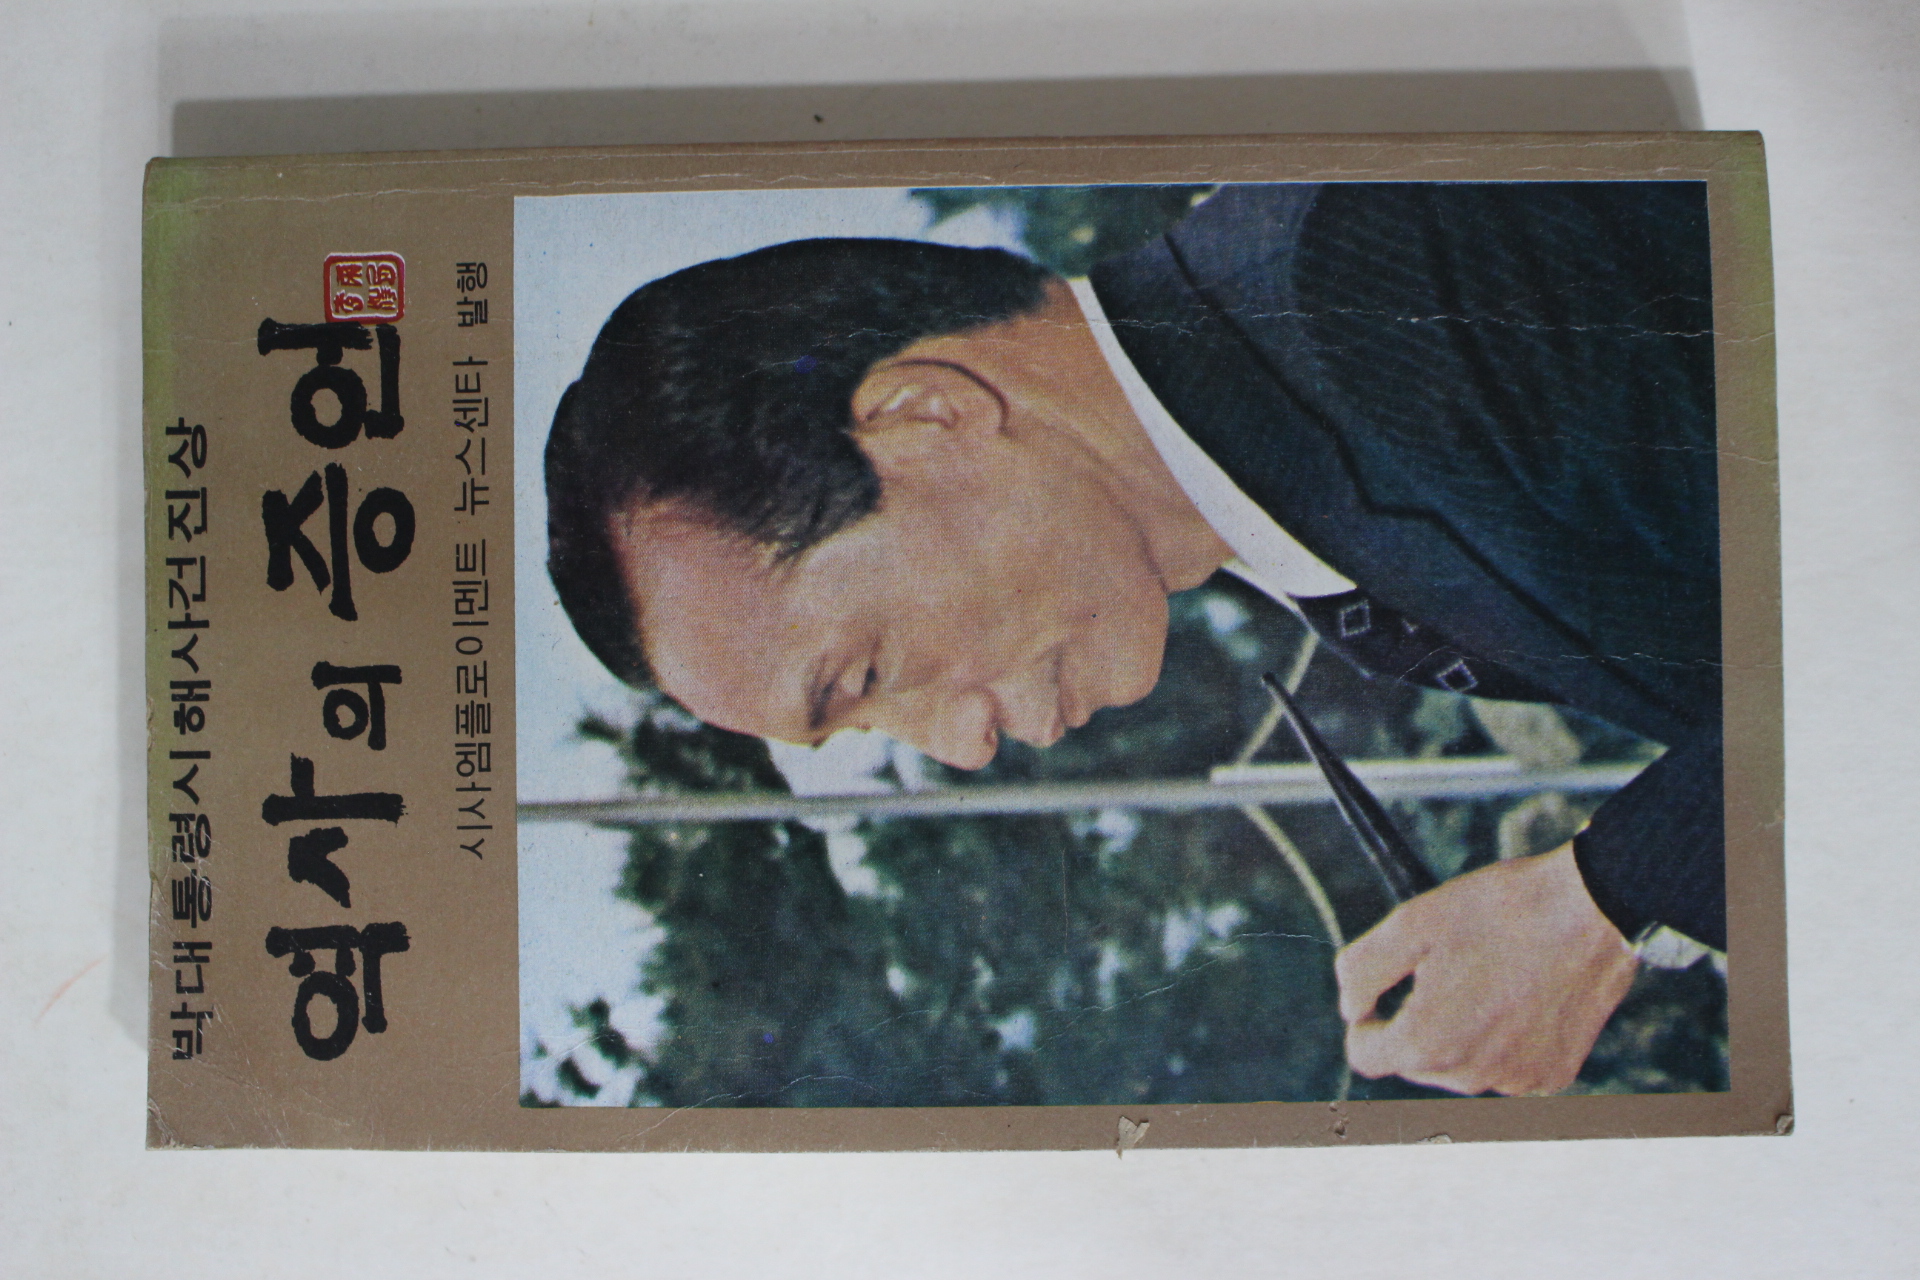 박대통령시해사건 진상
역사의 증언
시사엠플로이멘트 뉴스센타 발행